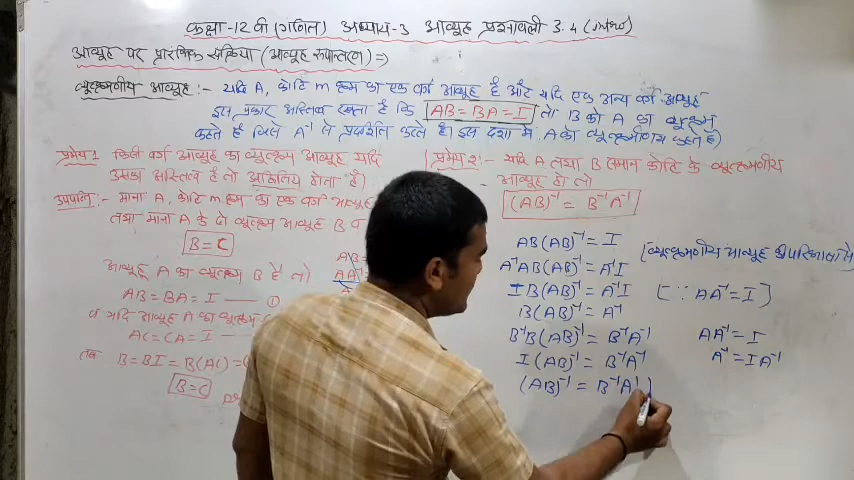 कक्षा-12 वी (गणित) अध्याय-3 आव्यूह प्रश्नावली 3.4 (
आव्यूह पर प्रारंभिक संक्रिया (आव्यूह रूपान्तरण) =>
व्युत्क्रमणीय आव्यूह :- यदि A, कोटि m क्रम का एक वर्ग आव्यूह है और यदि एक अन्य वर्ग आव्यूह
इस प्रकार अस्तित्व रखता है कि AB=BA=I तो B को A का व्युत्क्रम
कहते है जिसे A⁻¹ से प्रदर्शित करते है। इस दशा में A को व्युत्क्रमणीय कहते है)
प्रमेय 1 किसी वर्ग आव्यूह का व्युत्क्रम आव्यूह यदि
उसका अस्तित्व है तो अद्वितीय होता है)
उपपत्ति :- माना A, कोटि m क्रम का एक वर्ग आव्यूह
तथा माना A के दो व्युत्क्रम आव्यूह B व
B=C
आव्यूह A का व्युत्क्रम B है तो
AB=BA=I —— ①
व यदि आव्यूह A का व्युत्क्रम
AC=CA=I ——
तब B=BI=B(AC)=
B=C
AB=
AA⁻¹=
प्रमेय 2:- यदि A तथा B समान कोटि के व्युत्क्रमणीय
आव्यूह हो तो
(AB)⁻¹ = B⁻¹A⁻¹
AB(AB)⁻¹ = I
A⁻¹AB(AB)⁻¹ = A⁻¹I
IB(AB)⁻¹ = A⁻¹I [∵ AA⁻¹=I]
B(AB)⁻¹ = A⁻¹
B⁻¹B(AB)⁻¹ = B⁻¹A⁻¹ AA⁻¹=I
I(AB)⁻¹ = B⁻¹A⁻¹ A⁻¹=IA⁻¹
(AB)⁻¹ = B⁻¹A⁻¹)